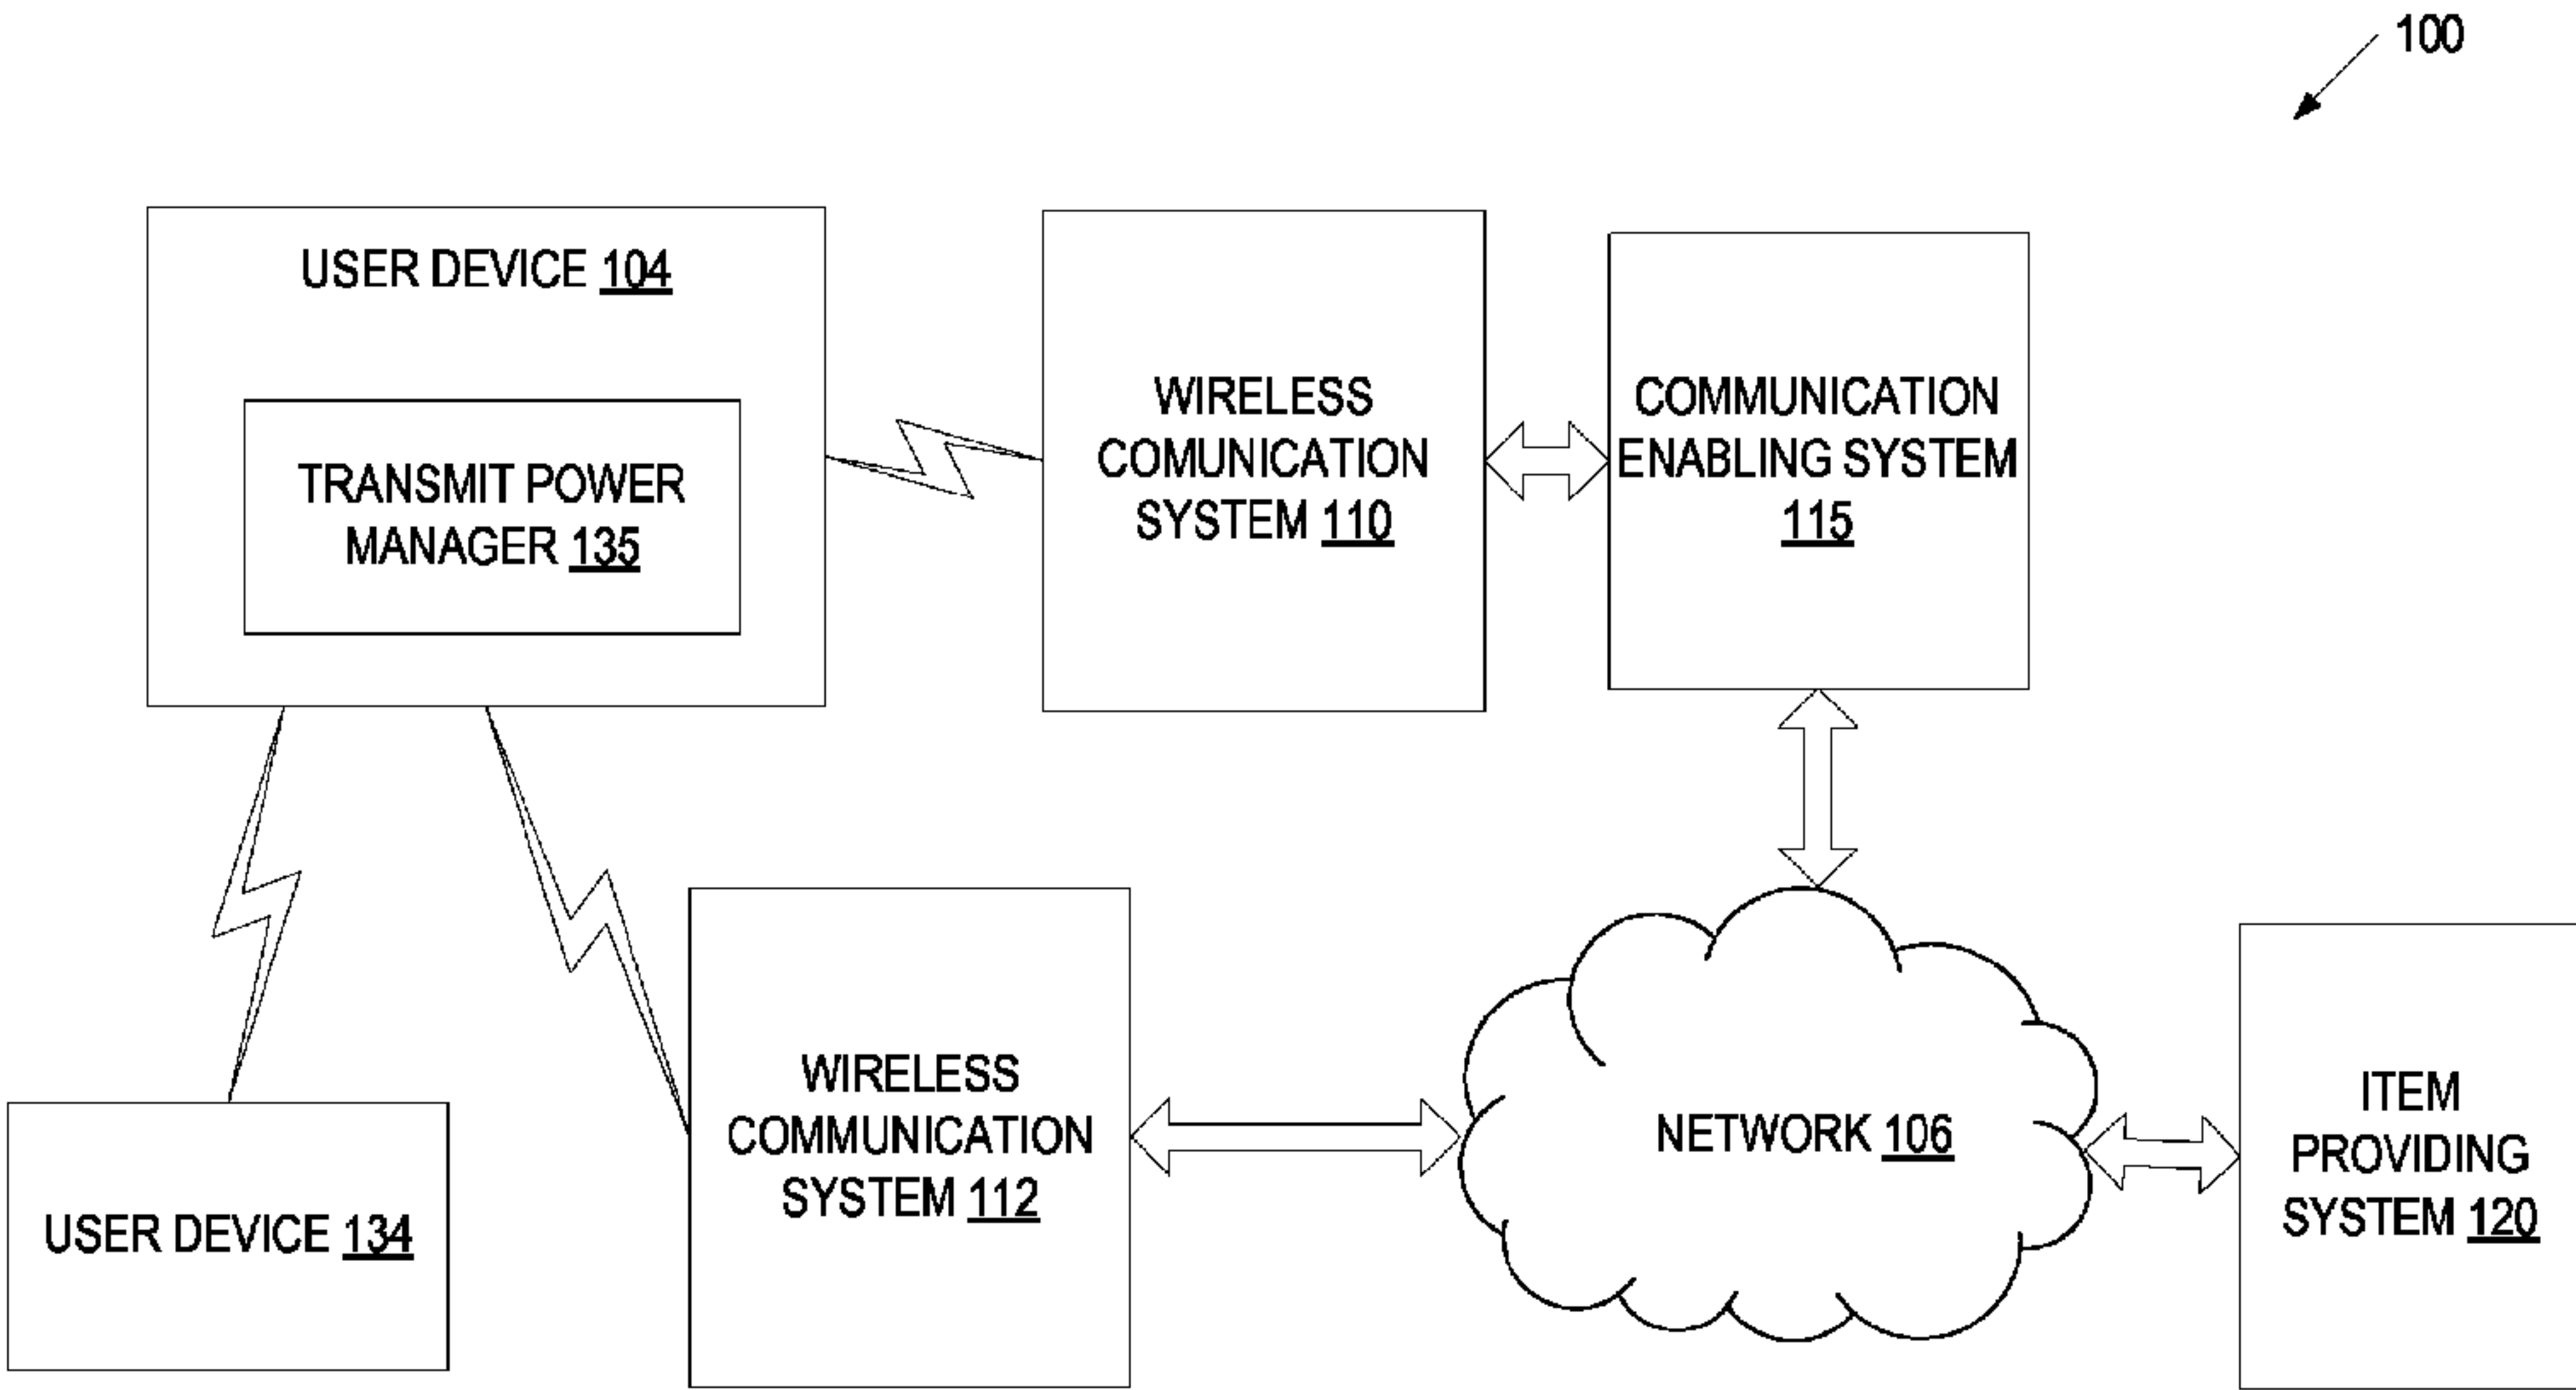 100
USER DEVICE 104
TRANSMIT POWER
MANAGER 135
WIRELESS
COMUNICATION
SYSTEM 110
COMMUNICATION
ENABLING SYSTEM
115
USER DEVICE 134
WIRELESS
COMMUNICATION
SYSTEM 112
NETWORK 106
ITEM
PROVIDING
SYSTEM 120